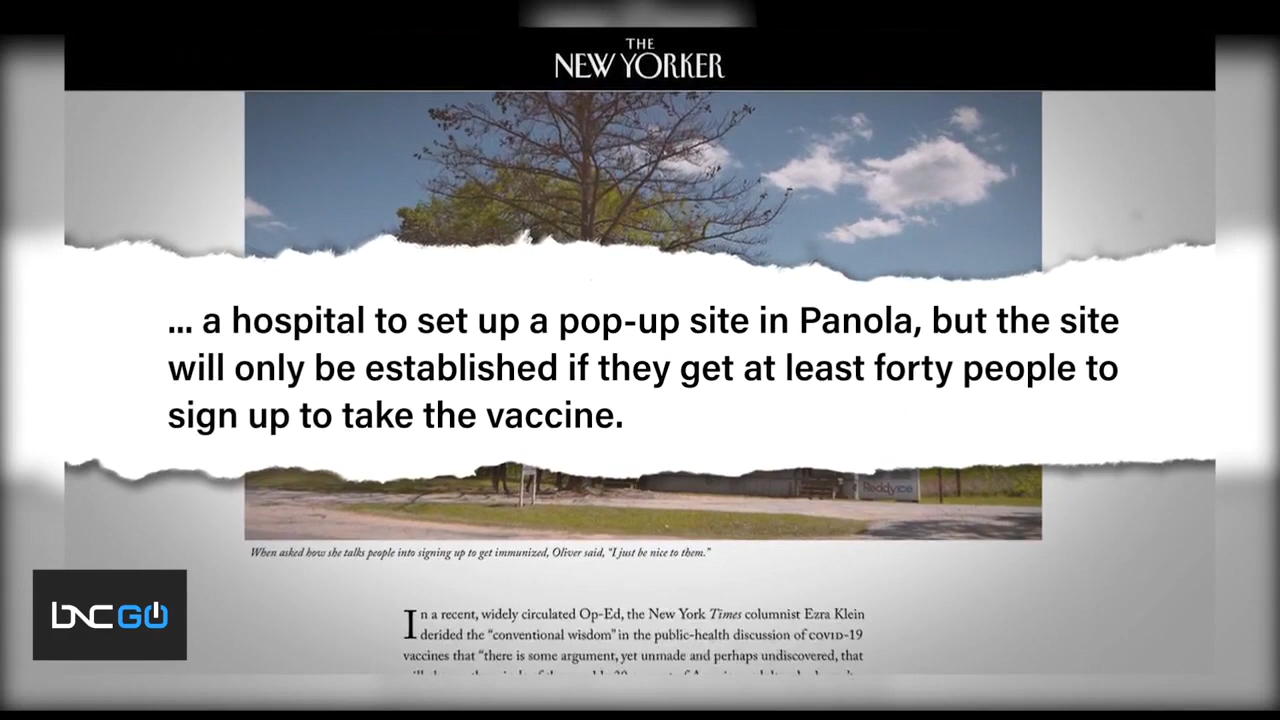 THE
NEW YORKER
... a hospital to set up a pop-up site in Panola, but the site
will only be established if they get at least forty people to
sign up to take the vaccine.
Reddy ice
When asked how she talks people into signing up to get immunized, Oliver said, “I just be nice to them.”
In a recent, widely circulated Op-Ed, the New York Times columnist Ezra Klein
derided the “conventional wisdom” in the public-health discussion of COVID-19
vaccines that “there is some argument, yet unmade and perhaps undiscovered, that
BNC GO